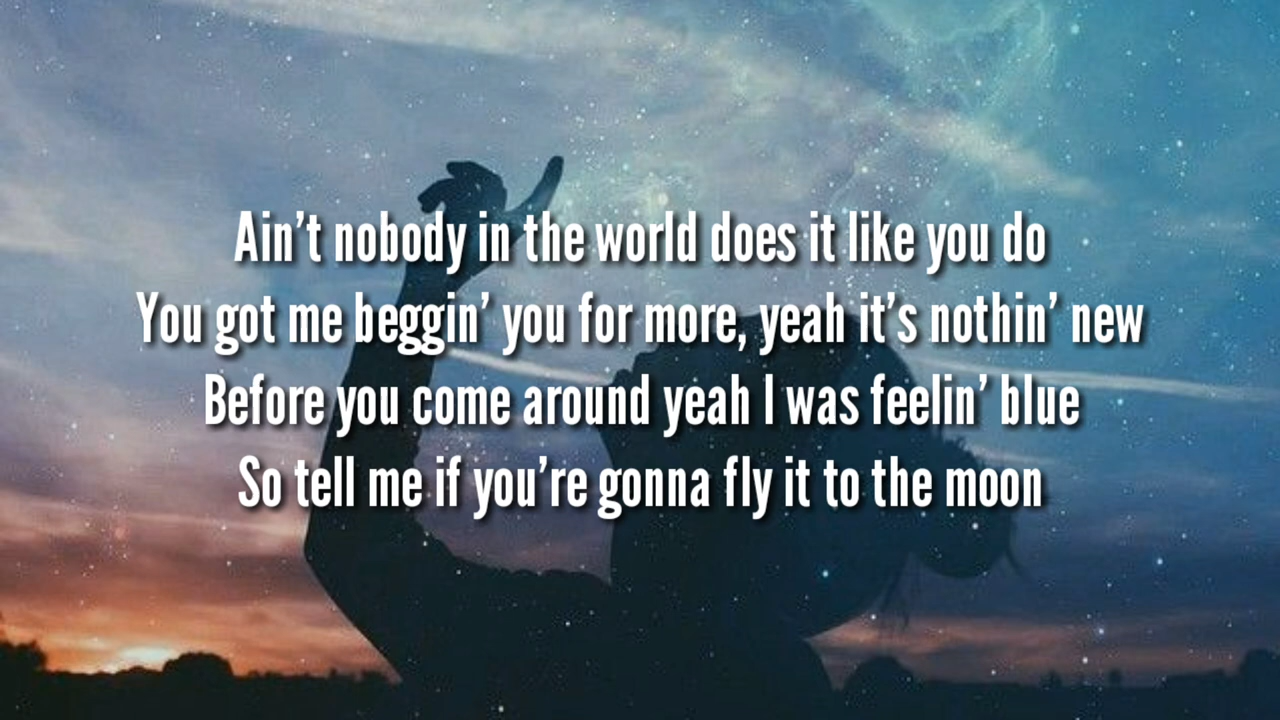 Ain’t nobody in the world does it like you do
You got me beggin’ you for more, yeah it’s nothin’ new
Before you come around yeah I was feelin’ blue
So tell me if you’re gonna fly it to the moon